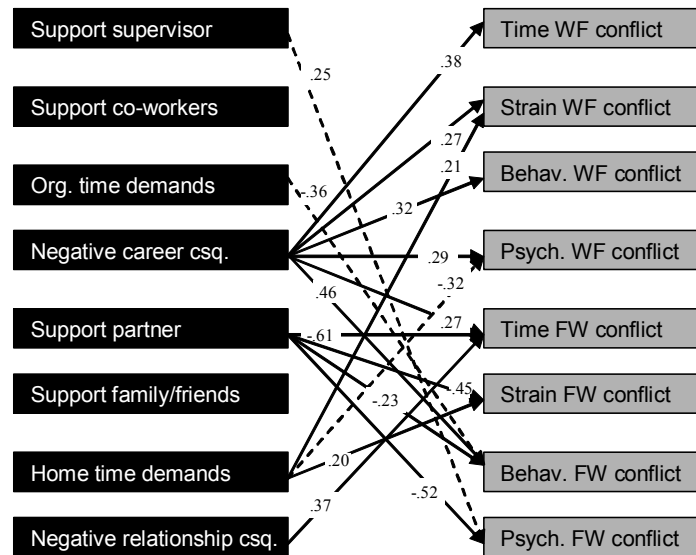 Support supervisor
Time WF conflict
.25
.38
Support co-workers
Strain WF conflict
.27
.21
Org. time demands
Behav. WF conflict
-.36
.32
Negative career csq.
Psych. WF conflict
.29
-.32
.46
-
.27
Support partner
-.61
Time FW conflict
Support family/friends
-.45
Strain FW conflict
-.23
Home time demands
.20
Behav. FW conflict
.37
-.52
Negative relationship csq.
Psych. FW conflict